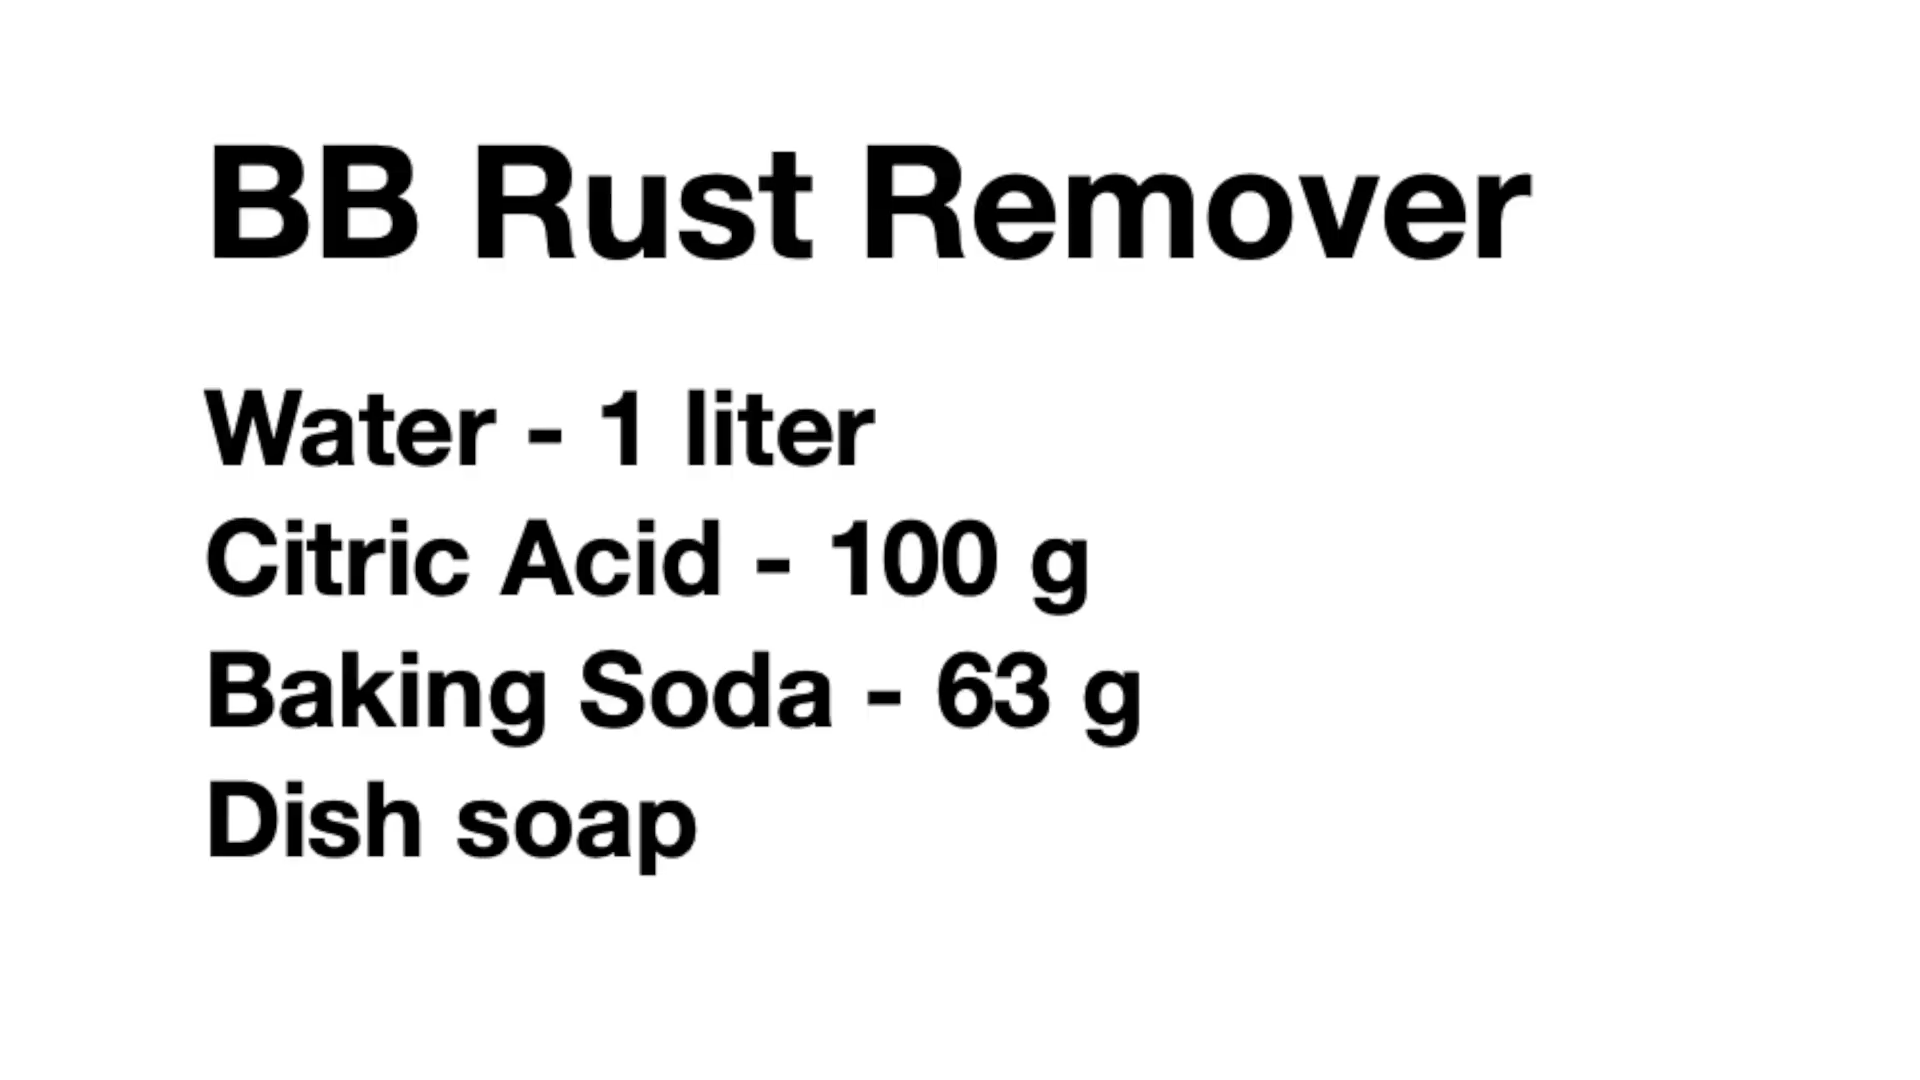 BB Rust Remover
Water - 1 liter
Citric Acid - 100 g
Baking Soda - 63 g
Dish soap